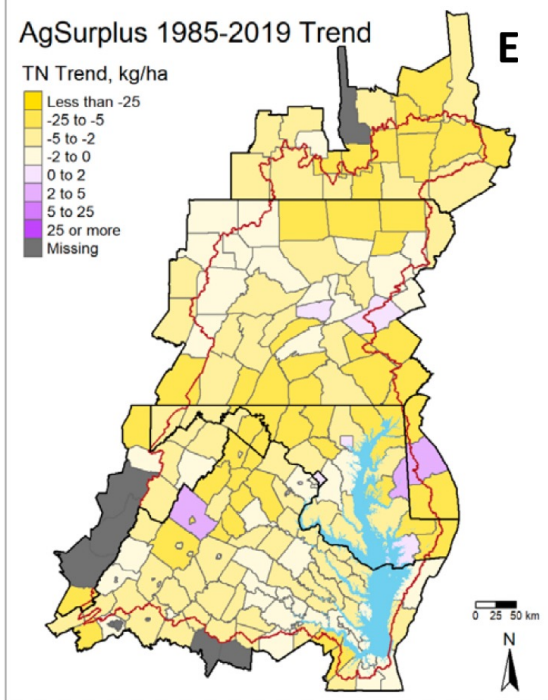 AgSurplus 1985-2019 Trend
E
TN Trend, kg/ha
Less than -25
-25 to -5
-5 to -2
-2 to 0
0 to 2
2 to 5
5 to 25
25 or more
Missing
0 25 50 km
N